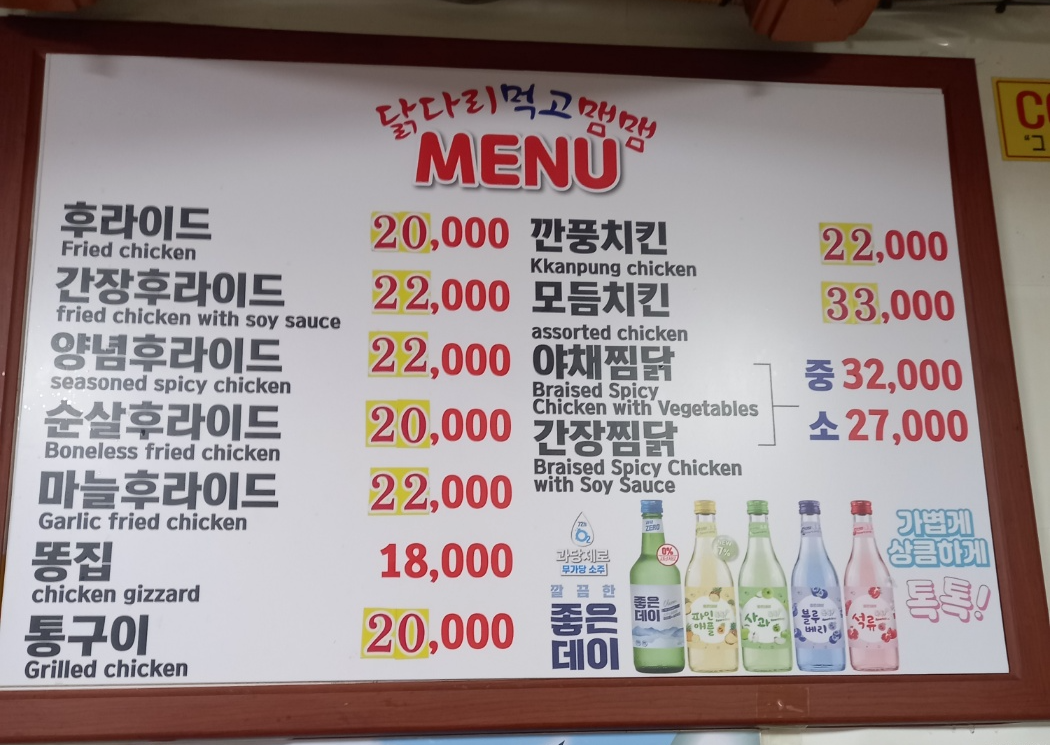 닭다리먹고맴맴
MENU
후라이드 20,000
Fried chicken
간장후라이드 22,000
fried chicken with soy sauce
양념후라이드 22,000
seasoned spicy chicken
순살후라이드 20,000
Boneless fried chicken
마늘후라이드 22,000
Garlic fried chicken
똥집 18,000
chicken gizzard
통구이 20,000
Grilled chicken
깐풍치킨 22,000
Kkanpung chicken
모듬치킨 33,000
assorted chicken
야채찜닭
Braised Spicy
Chicken with Vegetables
중 32,000
소 27,000
간장찜닭
Braised Spicy Chicken
with Soy Sauce
과당제로
무가당 소주
깔끔한
좋은
데이
좋은
데이
0%
파인
애플
사과
블루
베리
석류
가볍게
상큼하게
톡톡!